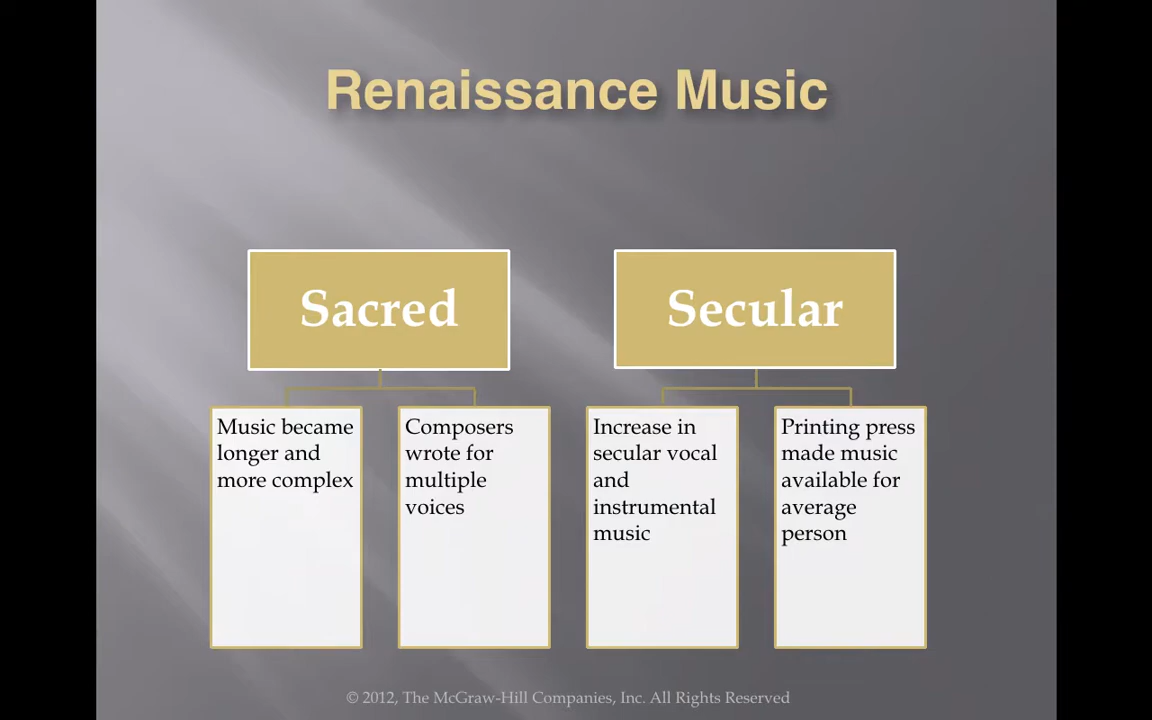 Renaissance Music
Sacred
Secular
Music became
longer and
more complex
Composers
wrote for
multiple
voices
Increase in
secular vocal
and
instrumental
music
Printing press
made music
available for
average
person
© 2012, The McGraw-Hill Companies, Inc. All Rights Reserved